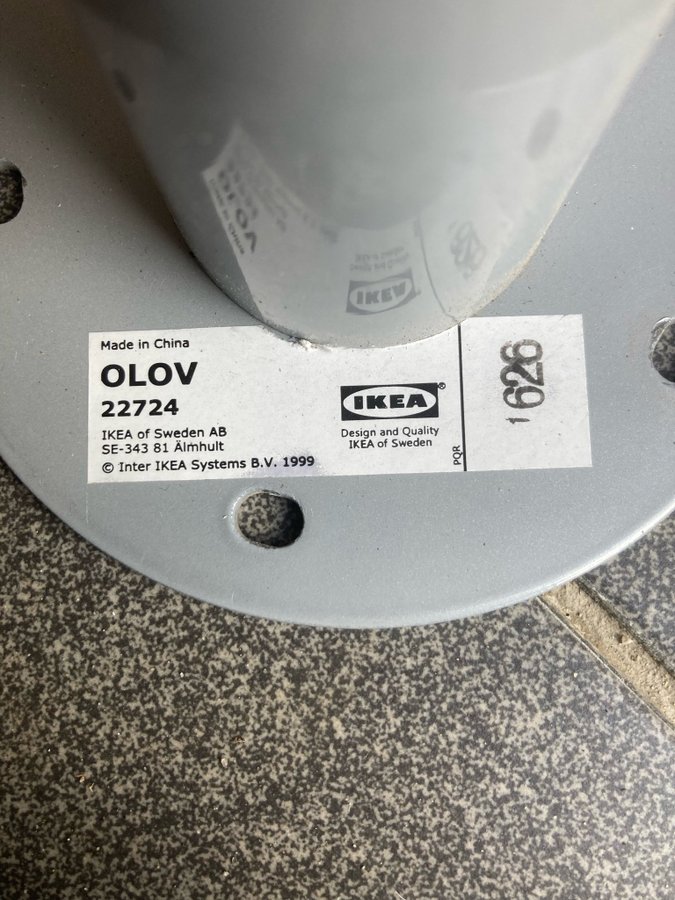 Made in China
OLOV
22724
IKEA of Sweden AB
SE-343 81 Älmhult
© Inter IKEA Systems B.V. 1999
IKEA®
Design and Quality
IKEA of Sweden
PQR
1626